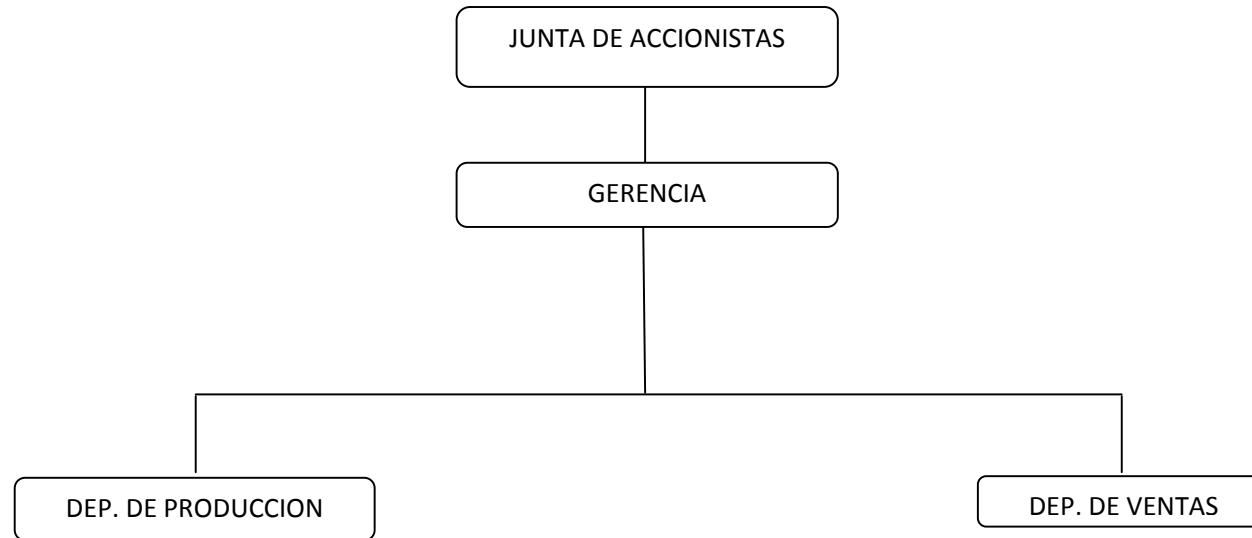 JUNTA DE ACCIONISTAS
GERENCIA
DEP. DE PRODUCCION
DEP. DE VENTAS